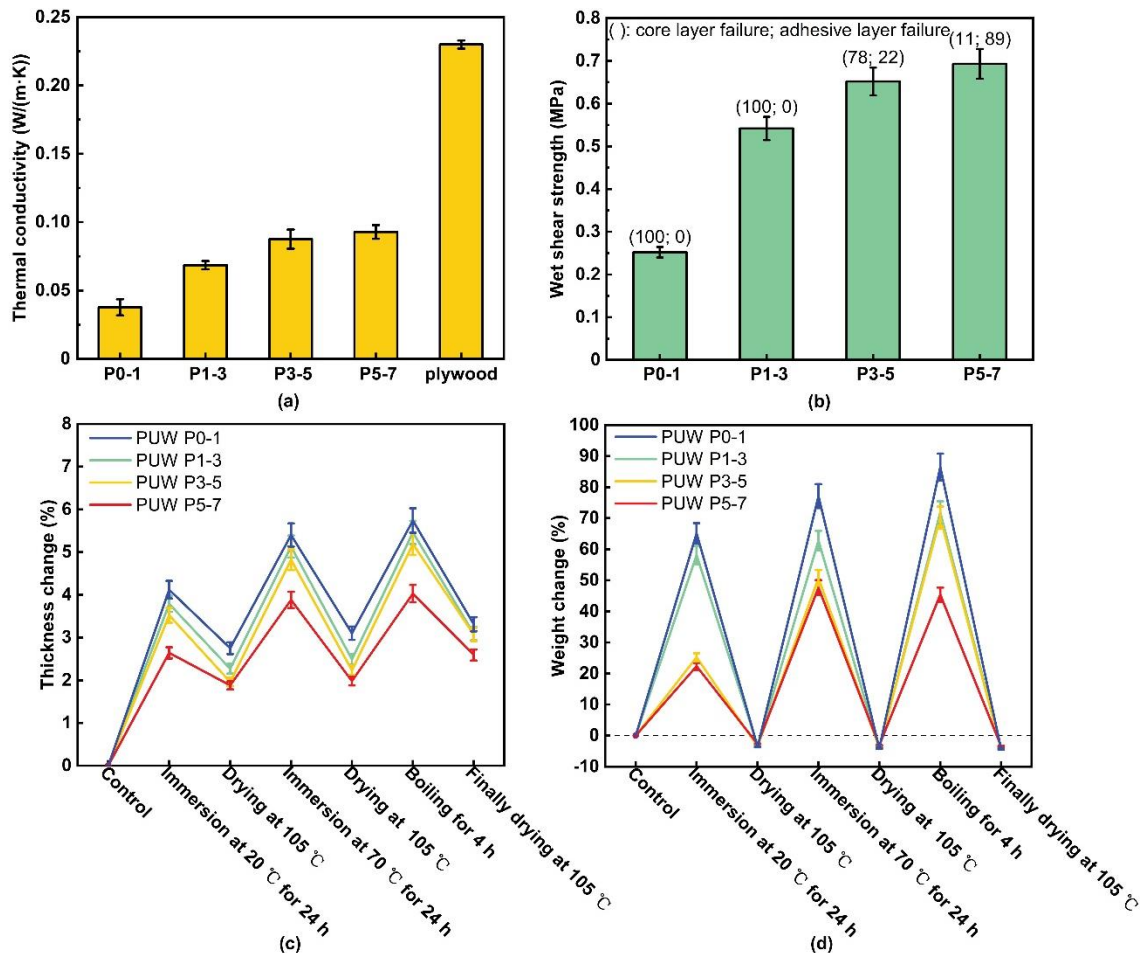 0.25
0.20
0.15
0.10
0.05
0
Thermal conductivity (W/(m·K))
P0-1 P1-3 P3-5 P5-7 plywood
(a)
( ): core layer failure; adhesive layer failure
0.8
0.7
0.6
0.5
0.4
0.3
0.2
0.1
0
Wet shear strength (MPa)
(100; 0)
(100; 0)
(78; 22)
(11; 89)
P0-1 P1-3 P3-5 P5-7
(b)
8
7
6
5
4
3
2
1
0
Thickness change (%)
PUW P0-1
PUW P1-3
PUW P3-5
PUW P5-7
Control
Immersion at 20 ℃ for 24 h
Drying at 105 ℃
Immersion at 70 ℃ for 24 h
Drying at 105 ℃
Boiling for 4 h
Finally drying at 105 ℃
(c)
100
90
80
70
60
50
40
30
20
10
0
-10
Weight change (%)
PUW P0-1
PUW P1-3
PUW P3-5
PUW P5-7
Control
Immersion at 20 ℃ for 24 h
Drying at 105 ℃
Immersion at 70 ℃ for 24 h
Drying at 105 ℃
Boiling for 4 h
Finally drying at 105 ℃
(d)